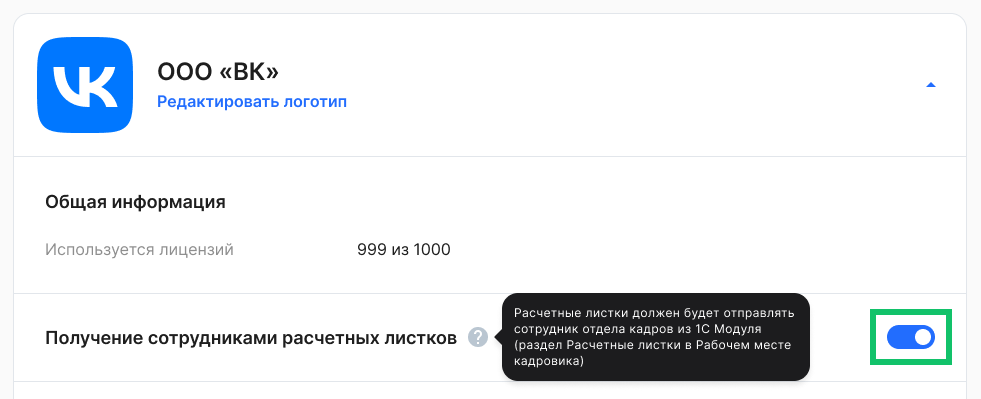 ООО «ВК»
Редактировать логотип
Общая информация
Используется лицензий 999 из 1000
Получение сотрудниками расчетных листков ?
Расчетные листки должен будет отправлять
сотрудник отдела кадров из 1С Модуля
(раздел Расчетные листки в Рабочем месте
кадровика)